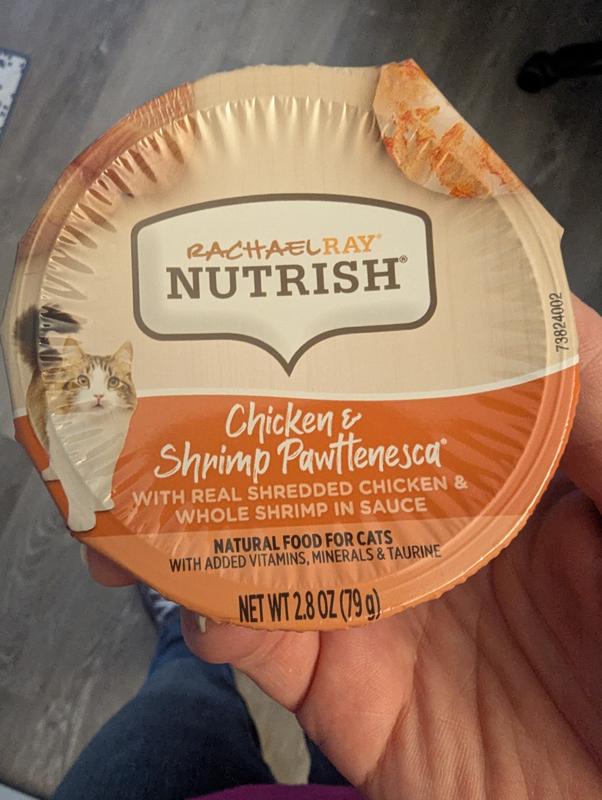 RACHAEL RAY®
NUTRISH®
73824002
Chicken &
Shrimp Pawttenesca®
WITH REAL SHREDDED CHICKEN &
WHOLE SHRIMP IN SAUCE
NATURAL FOOD FOR CATS
WITH ADDED VITAMINS, MINERALS & TAURINE
NET WT 2.8 OZ (79 g)